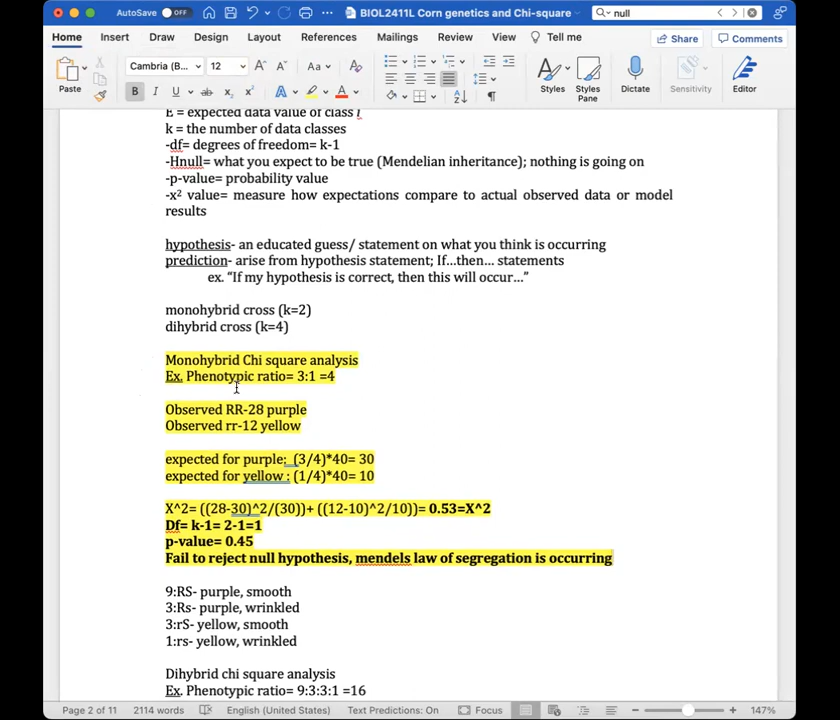 AutoSave OFF BIOL2411L Corn genetics and Chi-square null
Home Insert Draw Design Layout References Mailings Review View Tell me Share Comments
Cambria (B... 12 A A Aa A
Paste B I U ab x₂ x² A A Styles Styles Pane Dictate Sensitivity Editor
E = expected data value of class i
k = the number of data classes
-df= degrees of freedom= k-1
-Hnull= what you expect to be true (Mendelian inheritance); nothing is going on
-p-value= probability value
-x² value= measure how expectations compare to actual observed data or model
results
hypothesis- an educated guess/ statement on what you think is occurring
prediction- arise from hypothesis statement; If...then... statements
ex. “If my hypothesis is correct, then this will occur...”
monohybrid cross (k=2)
dihybrid cross (k=4)
Monohybrid Chi square analysis
Ex. Phenotypic ratio= 3:1 =4
Observed RR-28 purple
Observed rr-12 yellow
expected for purple: (3/4)*40= 30
expected for yellow : (1/4)*40= 10
X^2= ((28-30)^2/(30))+ ((12-10)^2/10))= 0.53=X^2
Df= k-1= 2-1=1
p-value= 0.45
Fail to reject null hypothesis, mendels law of segregation is occurring
9:RS- purple, smooth
3:Rs- purple, wrinkled
3:rS- yellow, smooth
1:rs- yellow, wrinkled
Dihybrid chi square analysis
Ex. Phenotypic ratio= 9:3:3:1 =16
Page 2 of 11 2114 words English (United States) Text Predictions: On Focus 147%